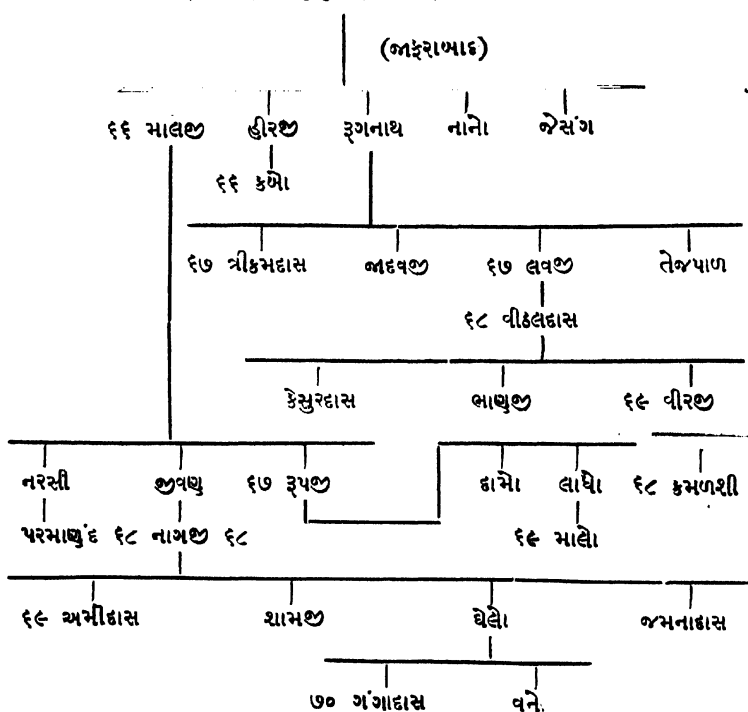 (જાફરાબાદ)
૬૬ માલજી હીરજી રૂગનાથ નાનો જેસંગ
૬૬ કબો
૬૭ ત્રીકમદાસ જાદવજી ૬૭ લવજી તેજપાળ
૬૮ વીઠલદાસ
કેસુરદાસ ભાણજી ૬૯ વીરજી
નરસી જીવણ ૬૭ રૂપજી દામો લાધો ૬૮ કમળશી
પરમાણંદ ૬૮ નાગજી ૬૮ ૬૯ માલો
૬૯ અમીદાસ શામજી ઘેલો જમનાદાસ
૭૦ ગંગાદાસ વને